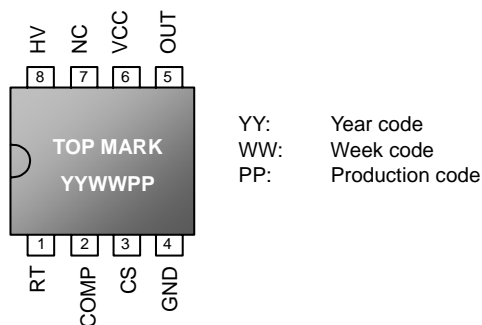 HV NC VCC OUT
8 7 6 5
TOP MARK
YYWWPP
1 2 3 4
RT COMP CS GND
YY: Year code
WW: Week code
PP: Production code